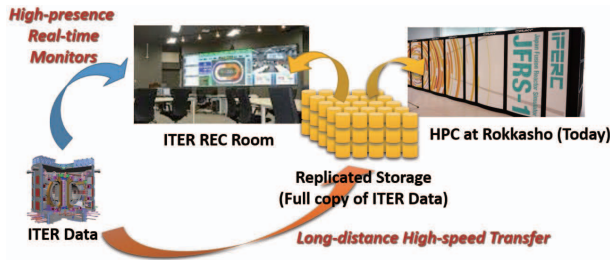 High-presence
Real-time
Monitors
ITER REC Room
IFERC
JFRS-1
HPC at Rokkasho (Today)
Replicated Storage
(Full copy of ITER Data)
ITER Data
Long-distance High-speed Transfer